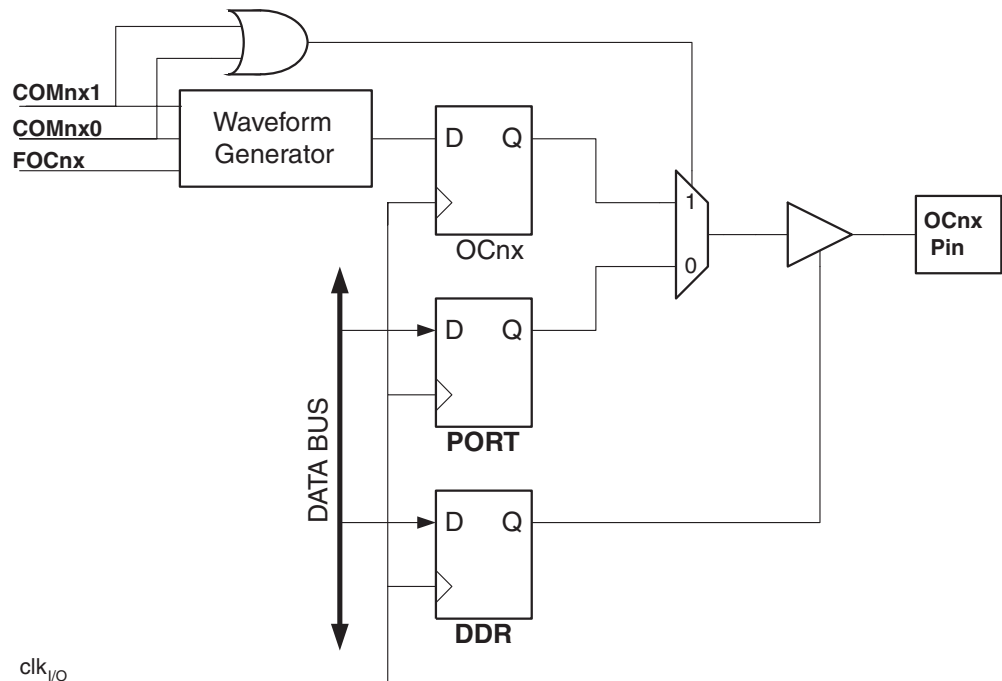 COMnx1
COMnx0
FOCnx
Waveform
Generator
D Q
OCnx
1
0
OCnx
Pin
D Q
PORT
DATA BUS
D Q
DDR
clkI/O